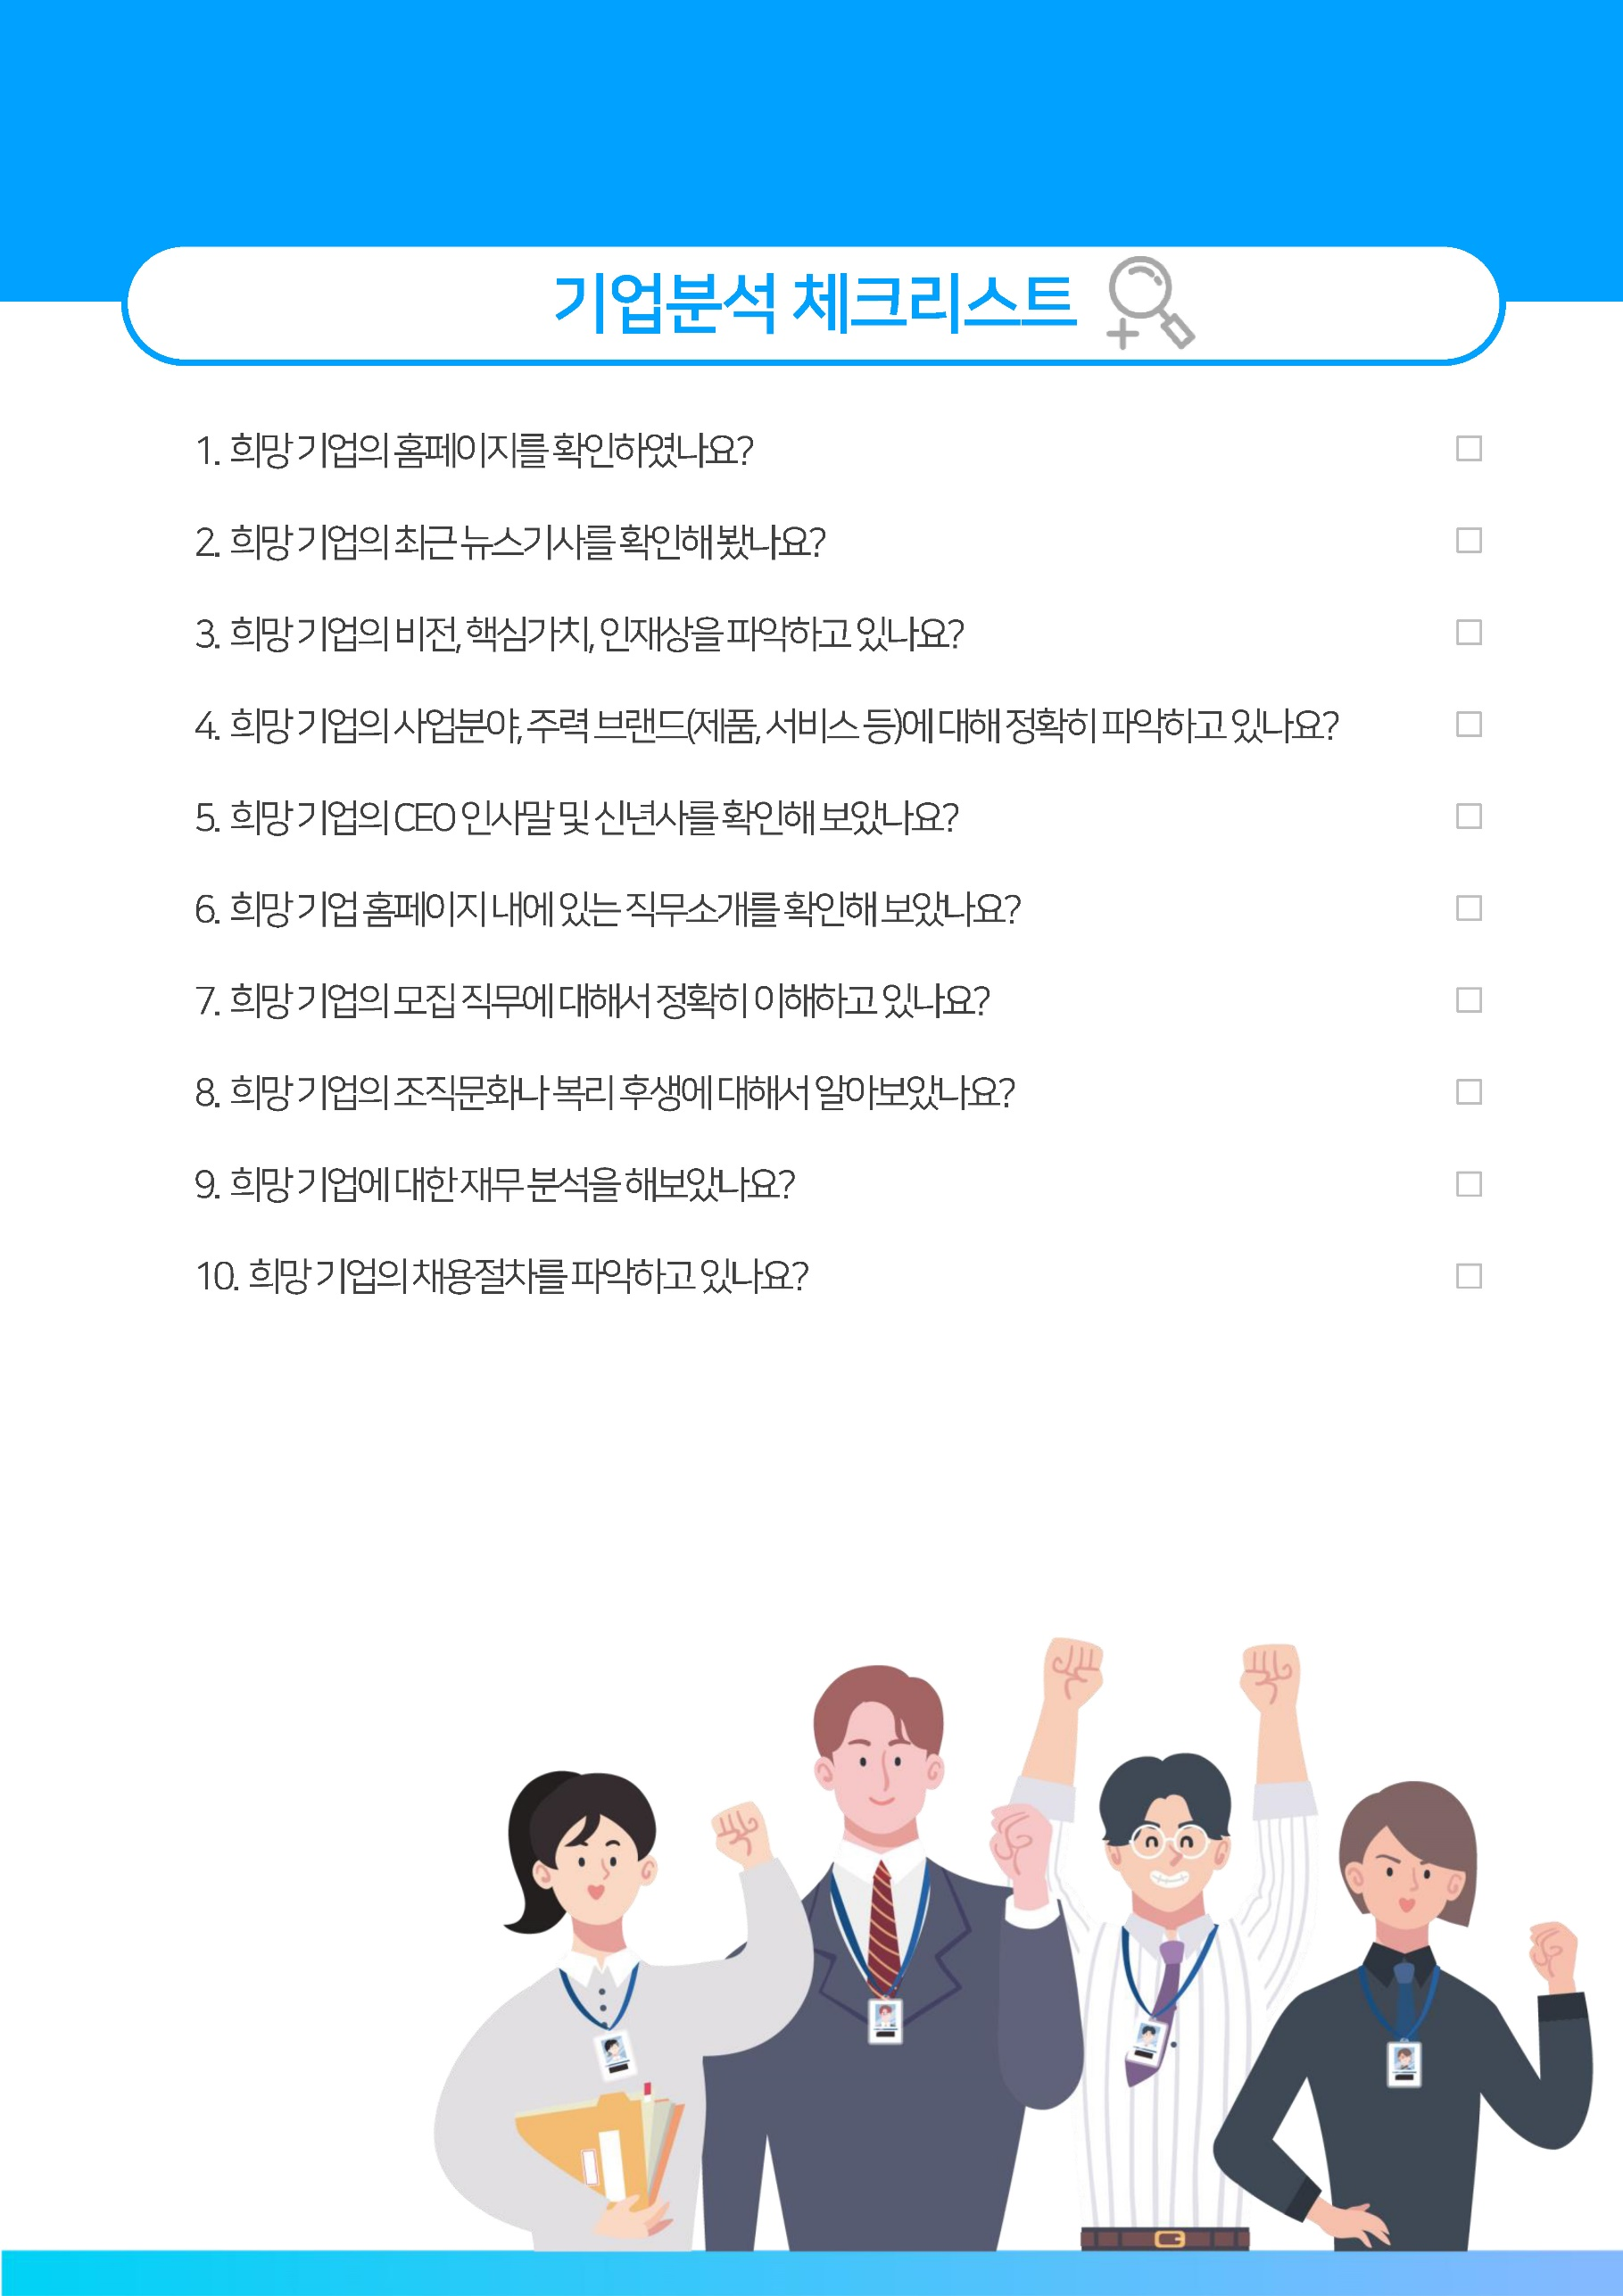 기업분석 체크리스트
1. 희망 기업의 홈페이지를 확인하였나요? □
2. 희망 기업의 최근 뉴스기사를 확인해 봤나요? □
3. 희망 기업의 비전, 핵심가치, 인재상을 파악하고 있나요? □
4. 희망 기업의 사업분야, 주력 브랜드(제품, 서비스 등)에 대해 정확히 파악하고 있나요? □
5. 희망 기업의 CEO 인사말 및 신년사를 확인해 보았나요? □
6. 희망 기업 홈페이지 내에 있는 직무소개를 확인해 보았나요? □
7. 희망 기업의 모집 직무에 대해서 정확히 이해하고 있나요? □
8. 희망 기업의 조직문화나 복리 후생에 대해서 알아보았나요? □
9. 희망 기업에 대한 재무 분석을 해보았나요? □
10. 희망 기업의 채용절차를 파악하고 있나요? □